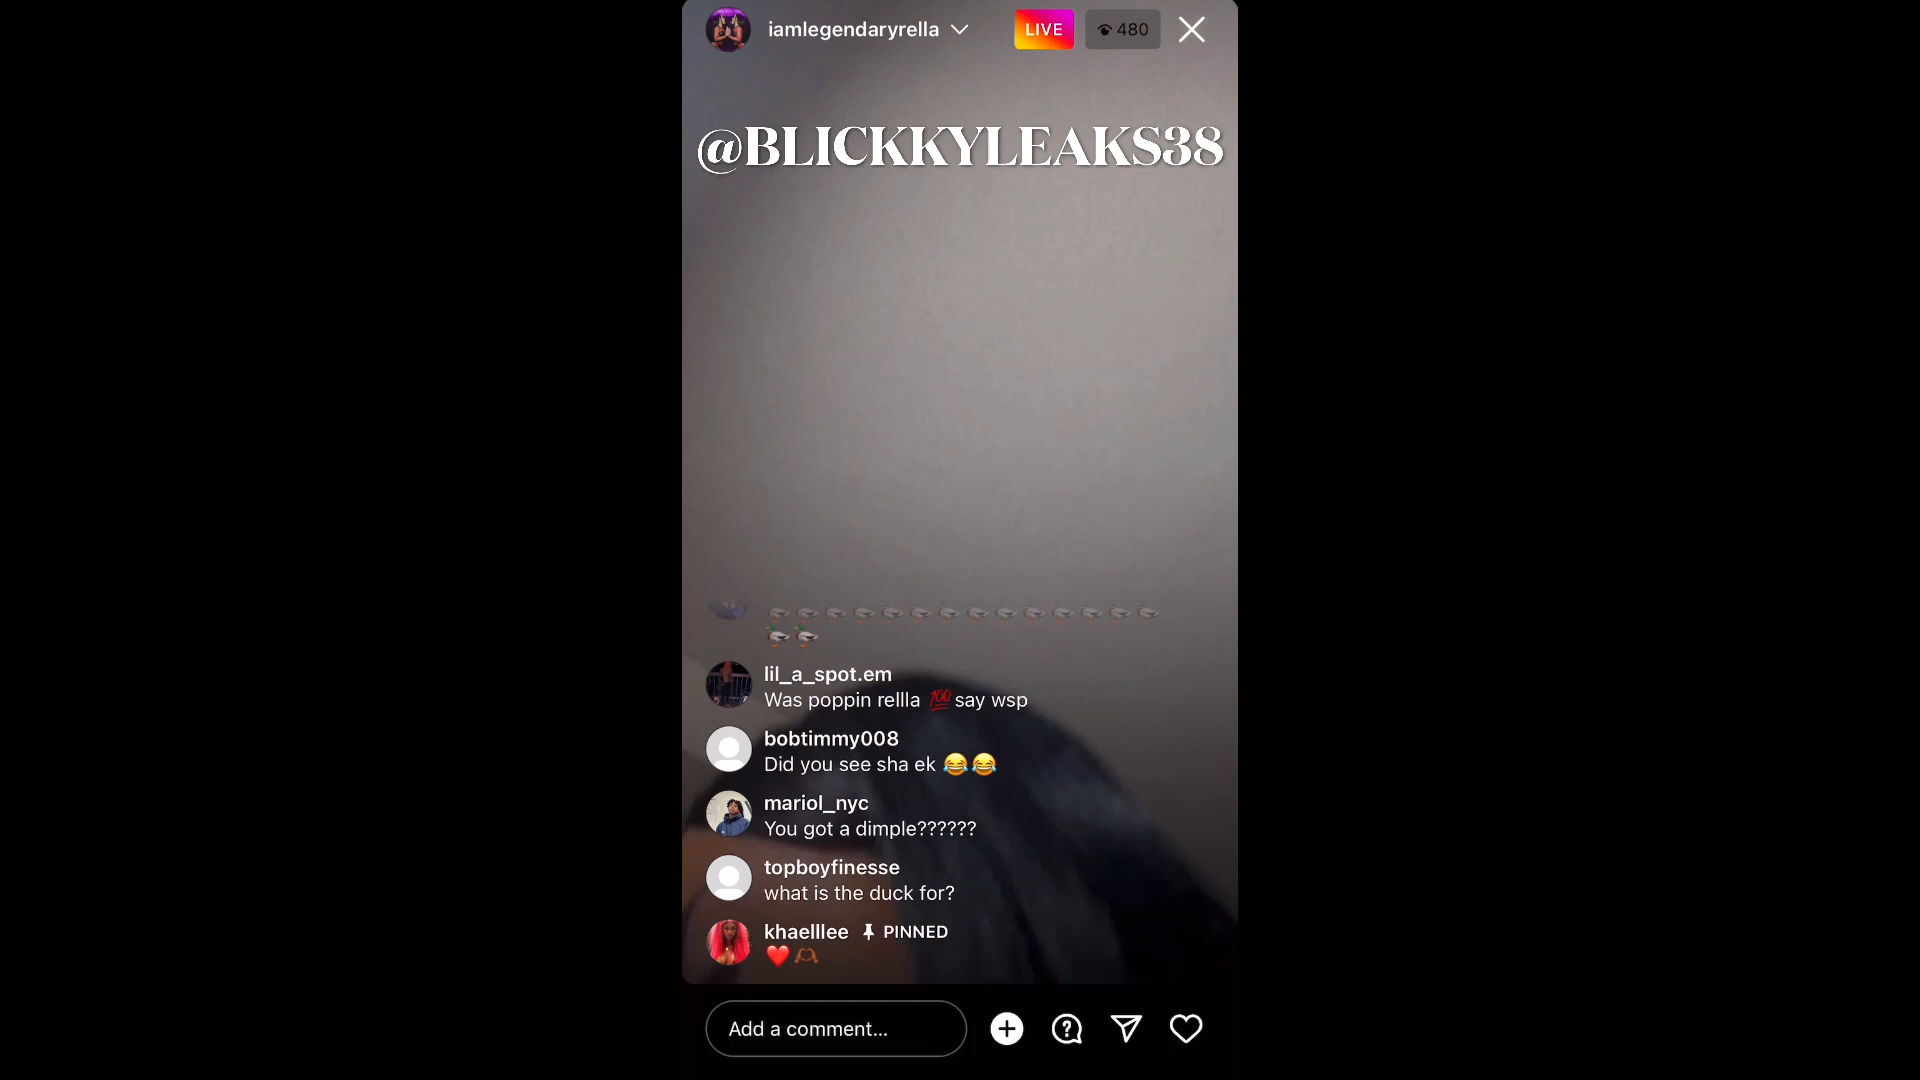 iamlegendaryrella
LIVE
480
@BLICKKYLEAKS38
🦆🦆🦆🦆🦆🦆🦆🦆🦆🦆🦆🦆🦆🦆
🦆🦆
lil_a_spot.em
Was poppin rellla 💯say wsp
bobtimmy008
Did you see sha ek 😂😂
mariol_nyc
You got a dimple??????
topboyfinesse
what is the duck for?
khaelllee PINNED
❤️🫶🏾
Add a comment...